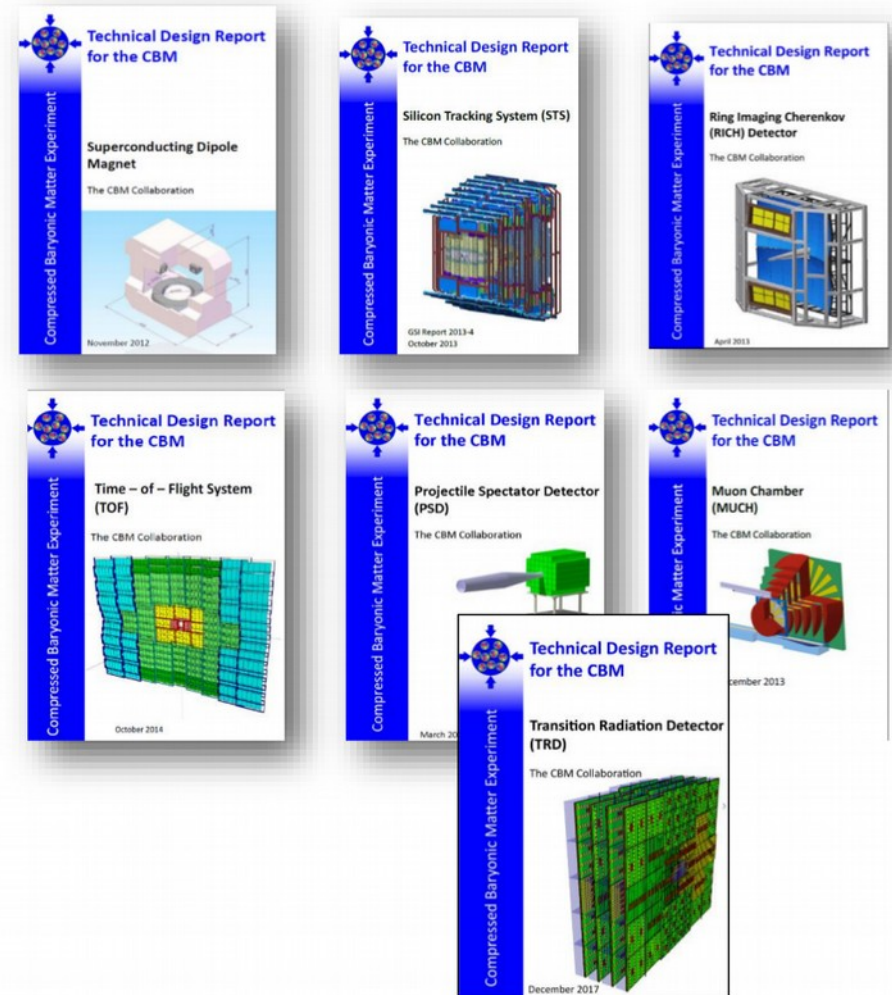 Technical Design Report
for the CBM
Superconducting Dipole
Magnet
The CBM Collaboration
November 2012
Compressed Baryonic Matter Experiment
Technical Design Report
for the CBM
Silicon Tracking System (STS)
The CBM Collaboration
GSI Report 2013-4
October 2013
Compressed Baryonic Matter Experiment
Technical Design Report
for the CBM
Ring Imaging Cherenkov
(RICH) Detector
The CBM Collaboration
April 2013
Compressed Baryonic Matter Experiment
Technical Design Report
for the CBM
Time – of – Flight System
(TOF)
The CBM Collaboration
October 2014
Compressed Baryonic Matter Experiment
Technical Design Report
for the CBM
Projectile Spectator Detector
(PSD)
The CBM Collaboration
March 20
Compressed Baryonic Matter Experiment
Technical Design Report
for the CBM
Muon Chamber
(MUCH)
The CBM Collaboration
cember 2013
ic Matter Experiment
Technical Design Report
for the CBM
Transition Radiation Detector
(TRD)
The CBM Collaboration
December 2017
Compressed Baryonic Matter Experiment